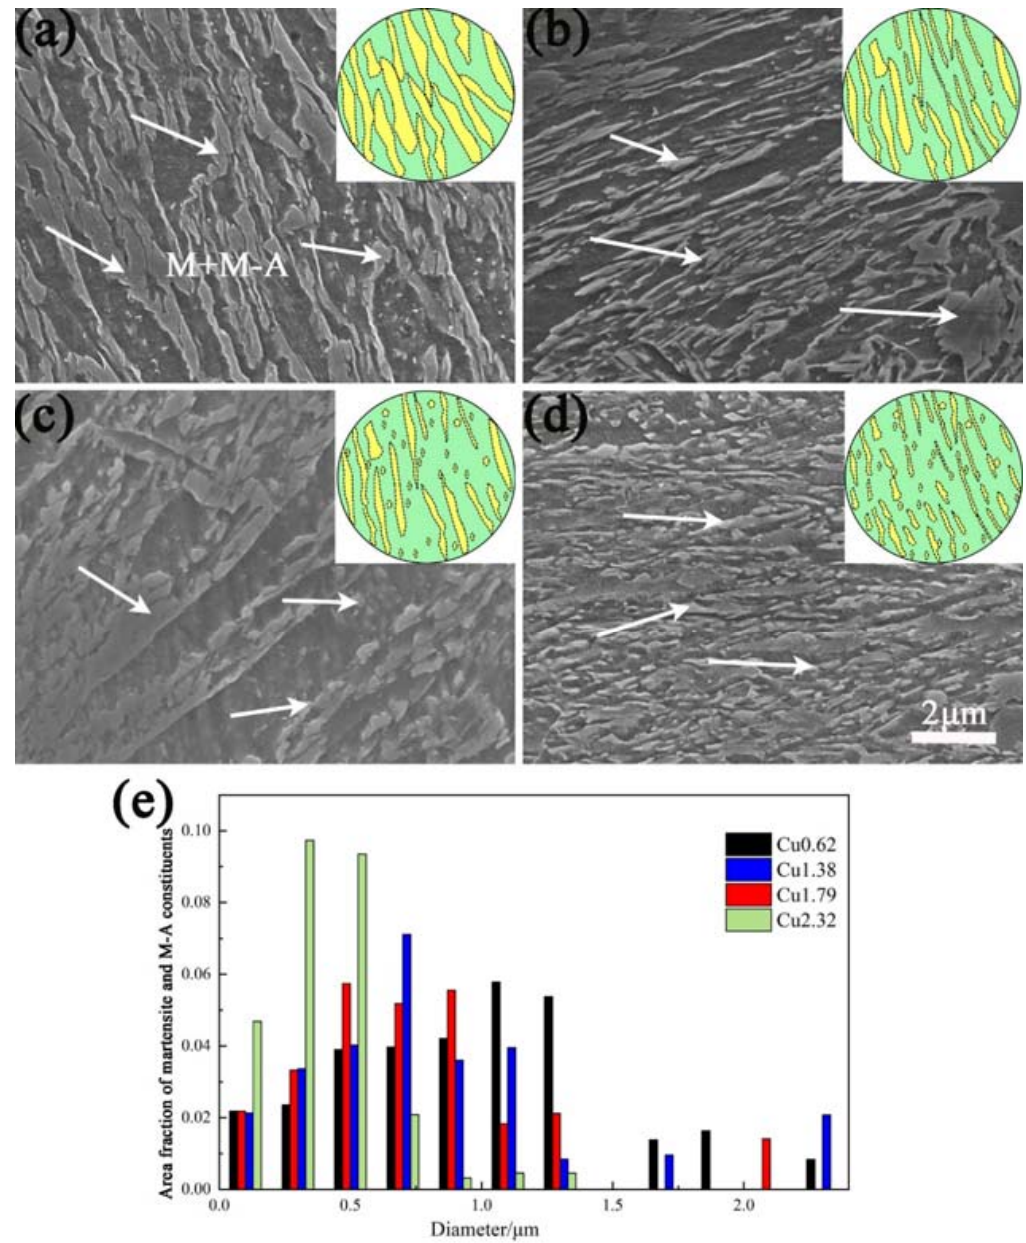 (a)
(b)
M+M-A
(c)
(d)
2μm
(e)
Area fraction of martensite and M-A constituents
0.10
0.08
0.06
0.04
0.02
0.00
Cu0.62
Cu1.38
Cu1.79
Cu2.32
0.0 0.5 1.0 1.5 2.0
Diameter/μm